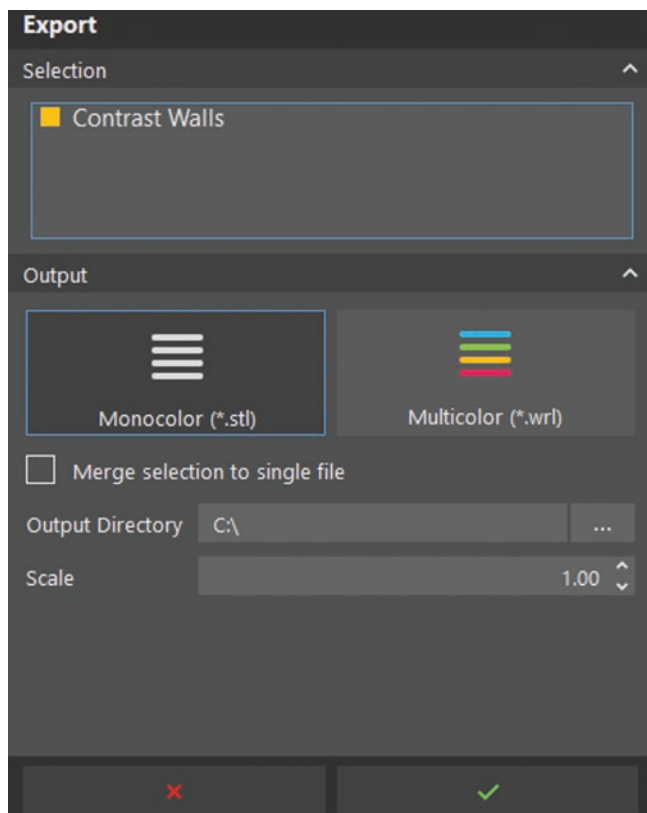 Export
Selection
Contrast Walls
Output
Monocolor (*.stl)
Multicolor (*.wrl)
Merge selection to single file
Output Directory C:\ ...
Scale 1.00